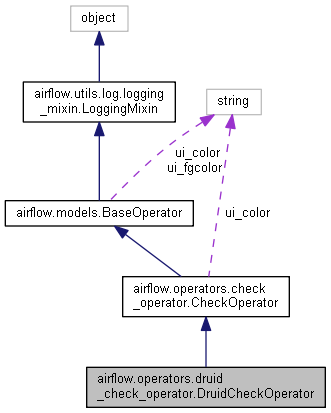 object
airflow.utils.log.logging
_mixin.LoggingMixin
string
ui_color
ui_fgcolor
airflow.models.BaseOperator
ui_color
airflow.operators.check
_operator.CheckOperator
airflow.operators.druid
_check_operator.DruidCheckOperator